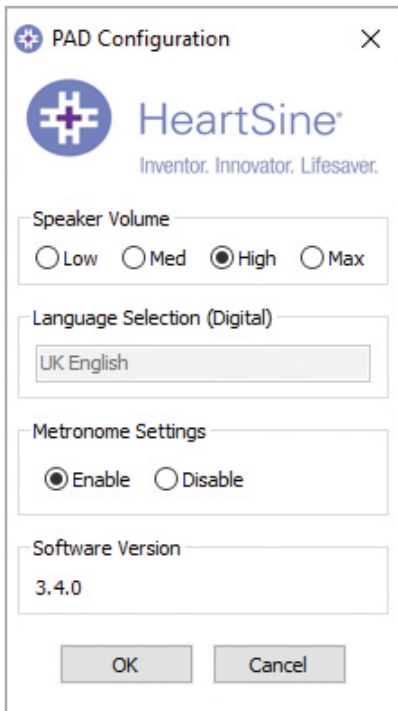 PAD Configuration
HeartSine®
Inventor. Innovator. Lifesaver.
Speaker Volume
Low Med High Max
Language Selection (Digital)
UK English
Metronome Settings
Enable Disable
Software Version
3.4.0
OK Cancel